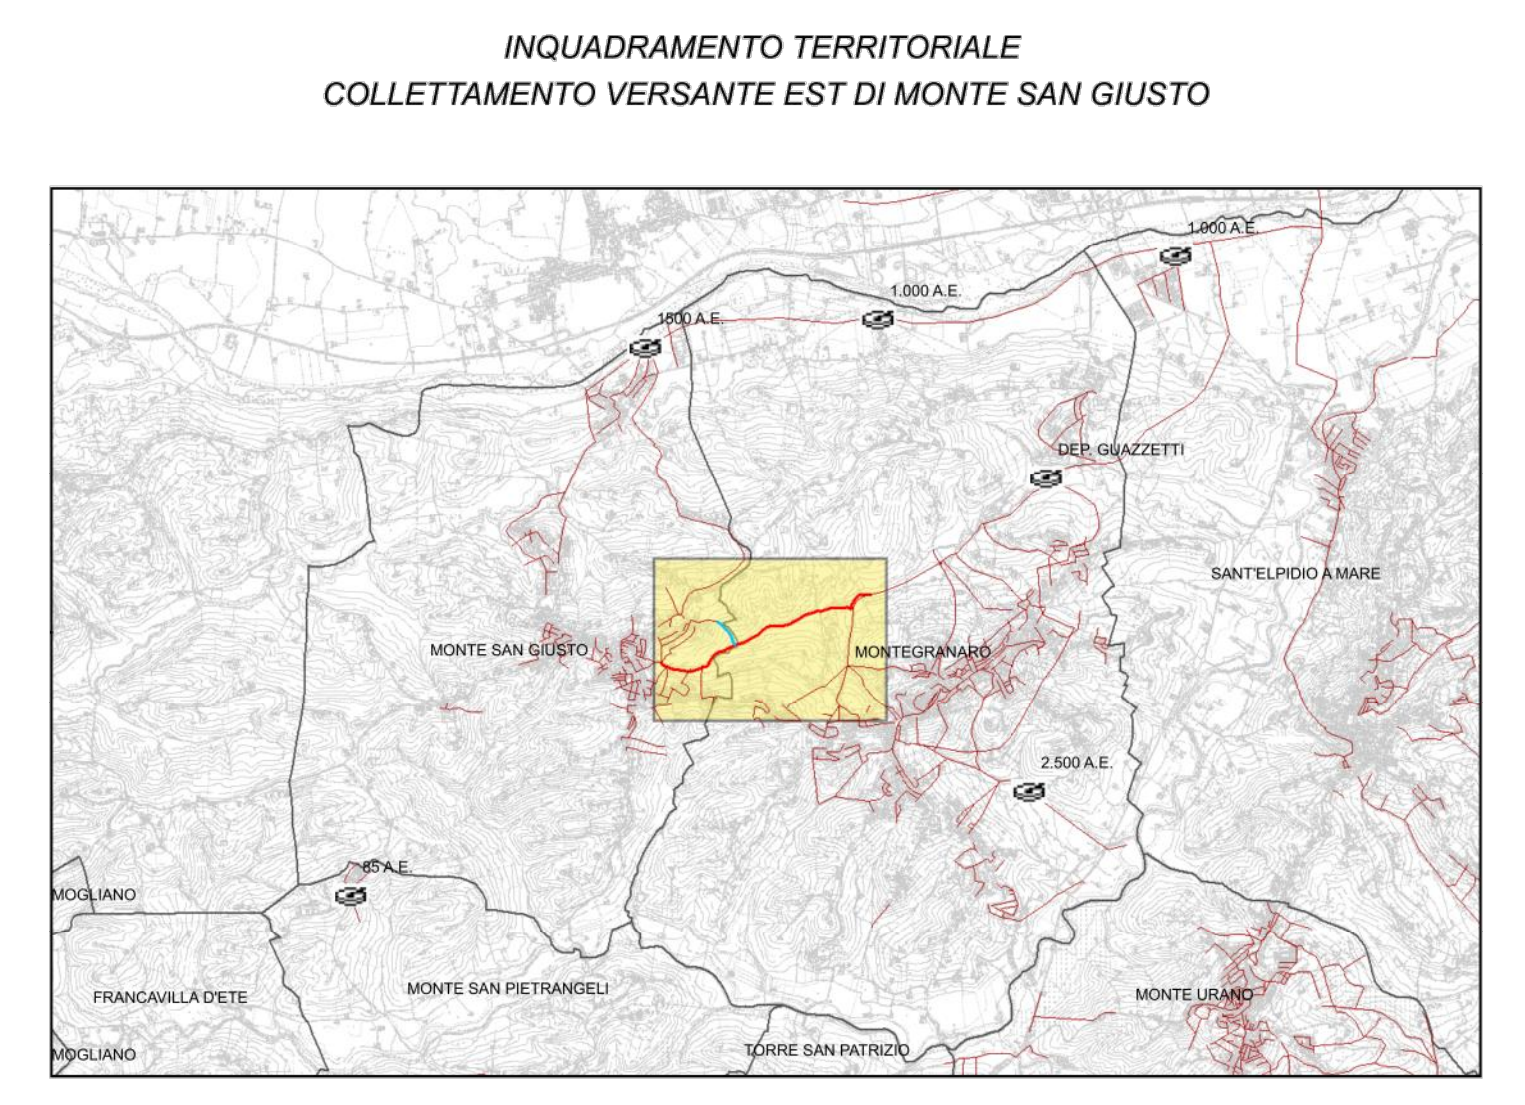 INQUADRAMENTO TERRITORIALE
COLLETTAMENTO VERSANTE EST DI MONTE SAN GIUSTO
1.000 A.E.
1.000 A.E.
1500 A.E.
DEP. GUAZZETTI
SANT'ELPIDIO A MARE
MONTE SAN GIUSTO
MONTEGRANARO
2.500 A.E.
85 A.E.
MOGLIANO
MONTE SAN PIETRANGELI
MONTE URANO
FRANCAVILLA D'ETE
TORRE SAN PATRIZIO
MOGLIANO